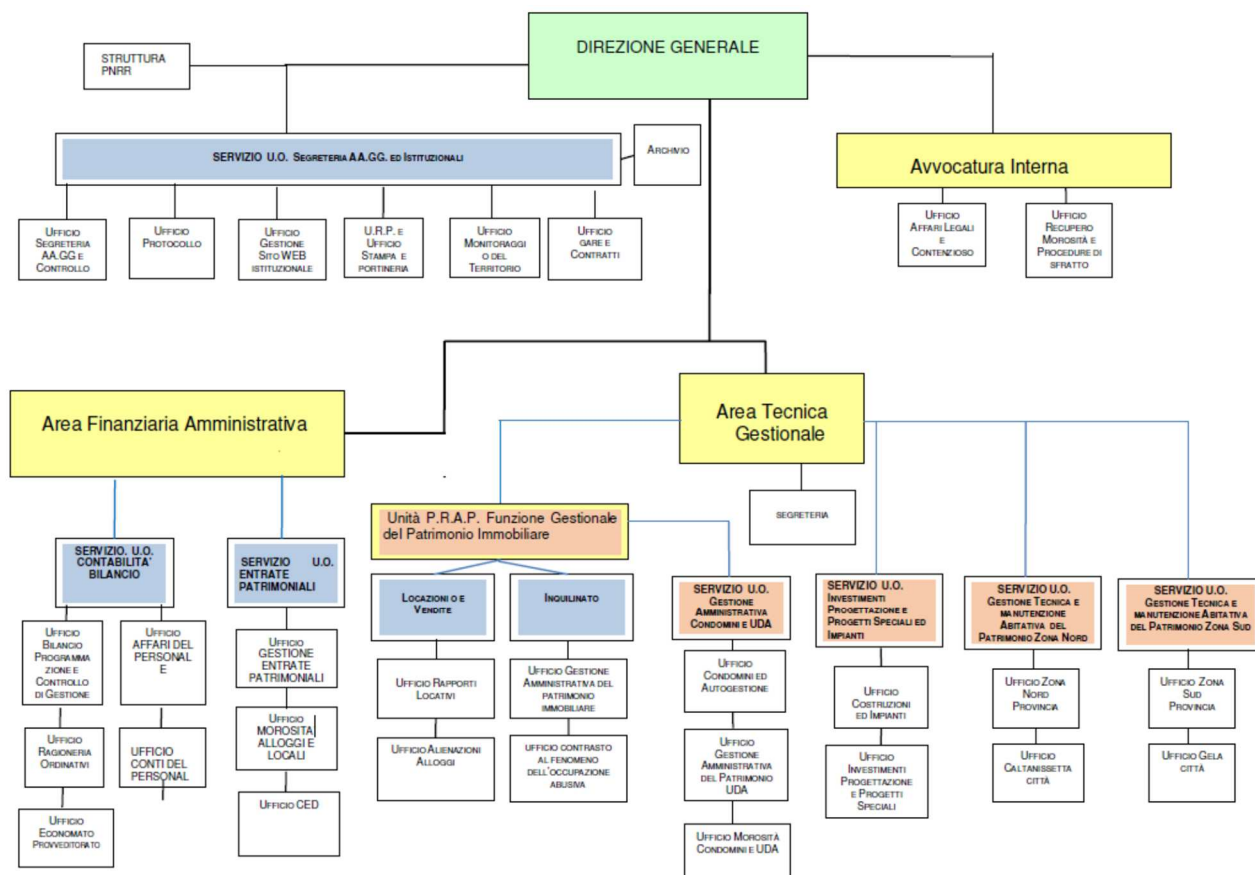 DIREZIONE GENERALE
STRUTTURA
PNRR
SERVIZIO U.O. SEGRETERIA AA.GG. ED ISTITUZIONALI
ARCHIVIO
Avvocatura Interna
UFFICIO
SEGRETERIA
AA.GG E
CONTROLLO
UFFICIO
PROTOCOLLO
UFFICIO
GESTIONE
SITO WEB
ISTITUZIONALE
U.R.P. E
UFFICIO
STAMPA E
PORTINERIA
UFFICIO
MONITORAGGI
O DEL
TERRITORIO
UFFICIO
GARE E
CONTRATTI
UFFICIO
AFFARI LEGALI
E
CONTENZIOSO
UFFICIO
RECUPERO
MOROSITÀ E
PROCEDURE DI
SFRATTO
Area Finanziaria Amministrativa
Area Tecnica
Gestionale
SEGRETERIA
Unità P.R.A.P. Funzione Gestionale
del Patrimonio Immobiliare
SERVIZIO. U.O.
CONTABILITA'
BILANCIO
SERVIZIO U.O.
ENTRATE
PATRIMONIALI
LOCAZIONI O E
VENDITE
INQUILINATO
SERVIZIO U.O.
GESTIONE
AMMINISTRATIVA
CONDOMINI E UDA
SERVIZIO U.O.
INVESTIMENTI
PROGETTAZIONE E
PROGETTI SPECIALI ED
IMPIANTI
SERVIZIO U.O.
GESTIONE TECNICA E
MANUTENZIONE
ABITATIVA DEL
PATRIMONIO ZONA NORD
SERVIZIO U.O.
GESTIONE TECNICA E
MANUTENZIONE ABITATIVA
DEL PATRIMONIO ZONA SUD
UFFICIO
BILANCIO
PROGRAMMA
ZIONE E
CONTROLLO
DI GESTIONE
UFFICIO
AFFARI DEL
PERSONAL
E
UFFICIO
GESTIONE
ENTRATE
PATRIMONIALI
UFFICIO RAPPORTI
LOCATIVI
UFFICIO GESTIONE
AMMINISTRATIVA DEL
PATRIMONIO
IMMOBILIARE
UFFICIO
CONDOMINI ED
AUTOGESTIONE
UFFICIO
COSTRUZIONI
ED IMPIANTI
UFFICIO ZONA
NORD
PROVINCIA
UFFICIO ZONA
SUD
PROVINCIA
UFFICIO
RAGIONERIA
ORDINATIVI
UFFICIO
CONTI DEL
PERSONAL
UFFICIO
MOROSITA
ALLOGGI E
LOCALI
UFFICIO ALIENAZIONI
ALLOGGI
UFFICIO CONTRASTO
AL FENOMENO
DELL'OCCUPAZIONE
ABUSIVA
UFFICIO
GESTIONE
AMMINISTRATIVA
DEL PATRIMONIO
UDA
UFFICIO
INVESTIMENTI
PROGETTAZIONE
E PROGETTI
SPECIALI
UFFICIO
CALTANISSETTA
CITTÀ
UFFICIO GELA
CITTÀ
UFFICIO
ECONOMATO
PROVVEDITORATO
UFFICIO CED
UFFICIO MOROSITÀ
CONDOMINI E UDA